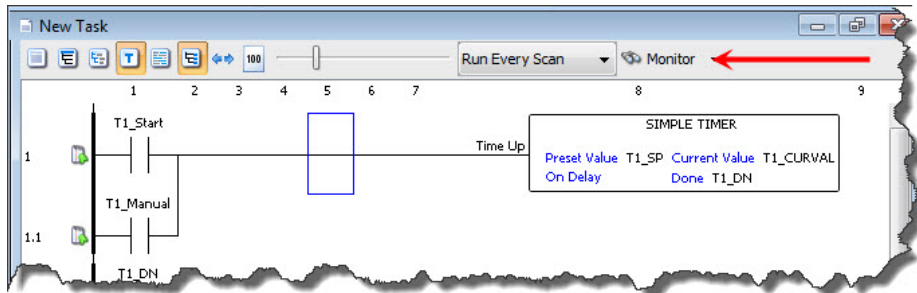 New Task
T 100 Run Every Scan Monitor
1 2 3 4 5 6 7 8 9
T1_Start
SIMPLE TIMER
1 Time Up Preset Value T1_SP Current Value T1_CURVAL
On Delay Done T1_DN
T1_Manual
1.1
T1_DN